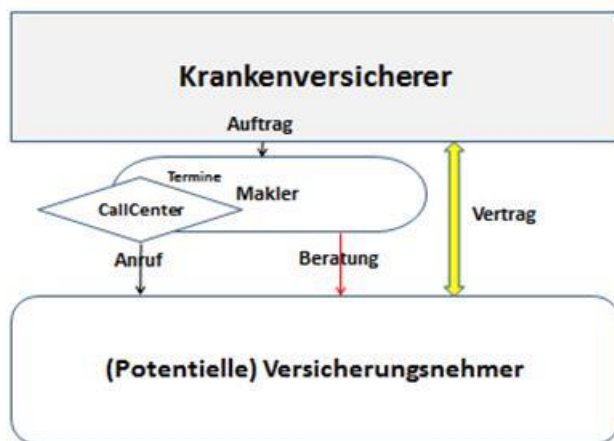 Krankenversicherer
Auftrag
Termine
Makler
CallCenter
Vertrag
Anruf
Beratung
(Potentielle) Versicherungsnehmer